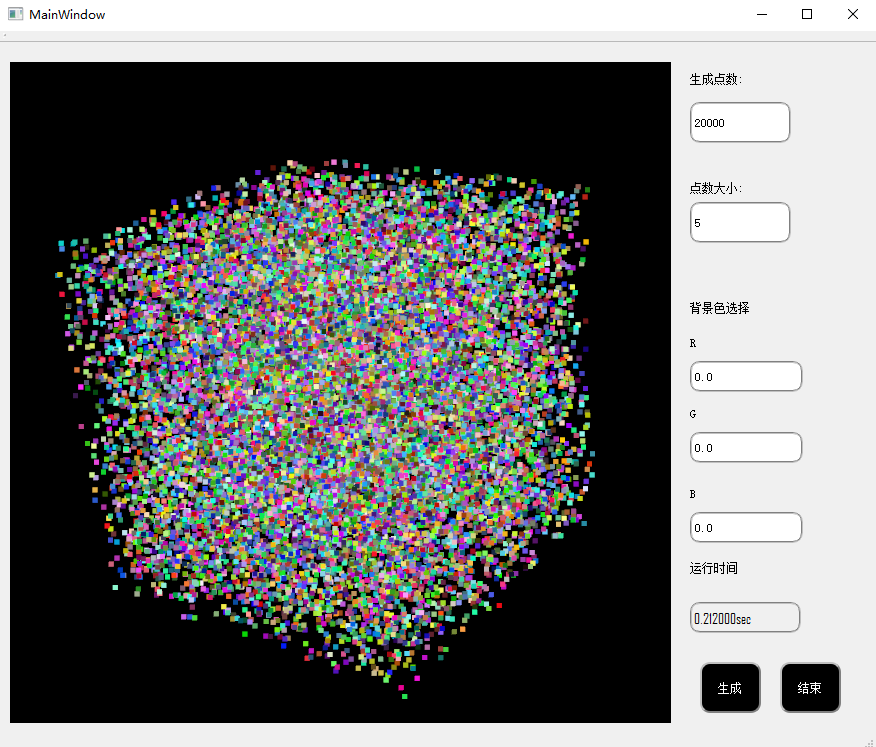 MainWindow
生成点数:
20000
点数大小:
5
背景色选择
R
0.0
G
0.0
B
0.0
运行时间
0.212000sec
生成
结束